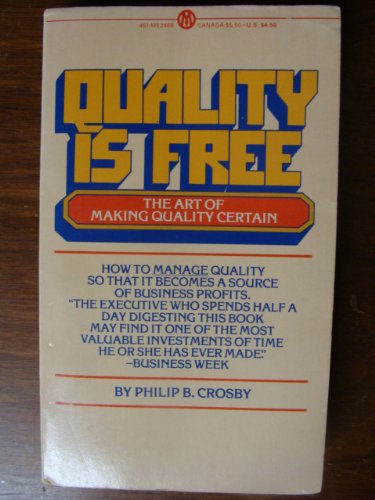 451-ME2468 CANADA $5.50 • U.S. $4.50
QUALITY
IS FREE
THE ART OF
MAKING QUALITY CERTAIN
HOW TO MANAGE QUALITY
SO THAT IT BECOMES A SOURCE
OF BUSINESS PROFITS.
"THE EXECUTIVE WHO SPENDS HALF A
DAY DIGESTING THIS BOOK
MAY FIND IT ONE OF THE MOST
VALUABLE INVESTMENTS OF TIME
HE OR SHE HAS EVER MADE."
–BUSINESS WEEK
BY PHILIP B. CROSBY